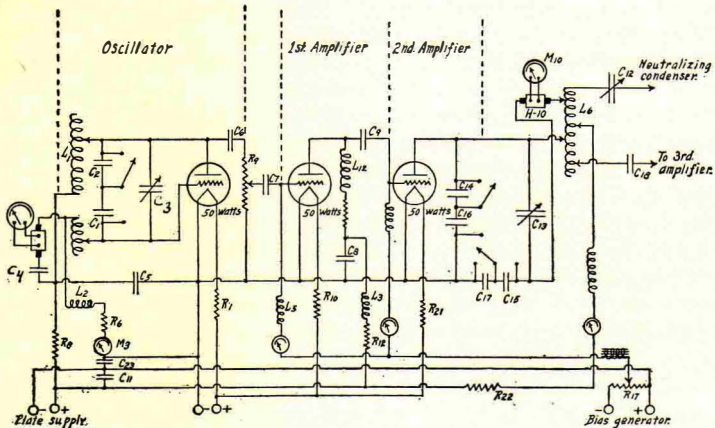 Oscillator
1st. Amplifier
2nd. Amplifier
M10
C12
Neutralizing
condenser.
H-10
L6
L1
C2
C6
R9
C9
L12
C7
C3
To 3rd.
amplifier.
C18
C1
50 watts
50 watts
50 watts
C14
C16
C13
C4
C5
C8
C17
C15
L2
R6
R1
L5
R10
L3
R21
R8
M3
R12
C23
C11
R22
R17
- +
- +
- +
Plate supply.
Bias generator.